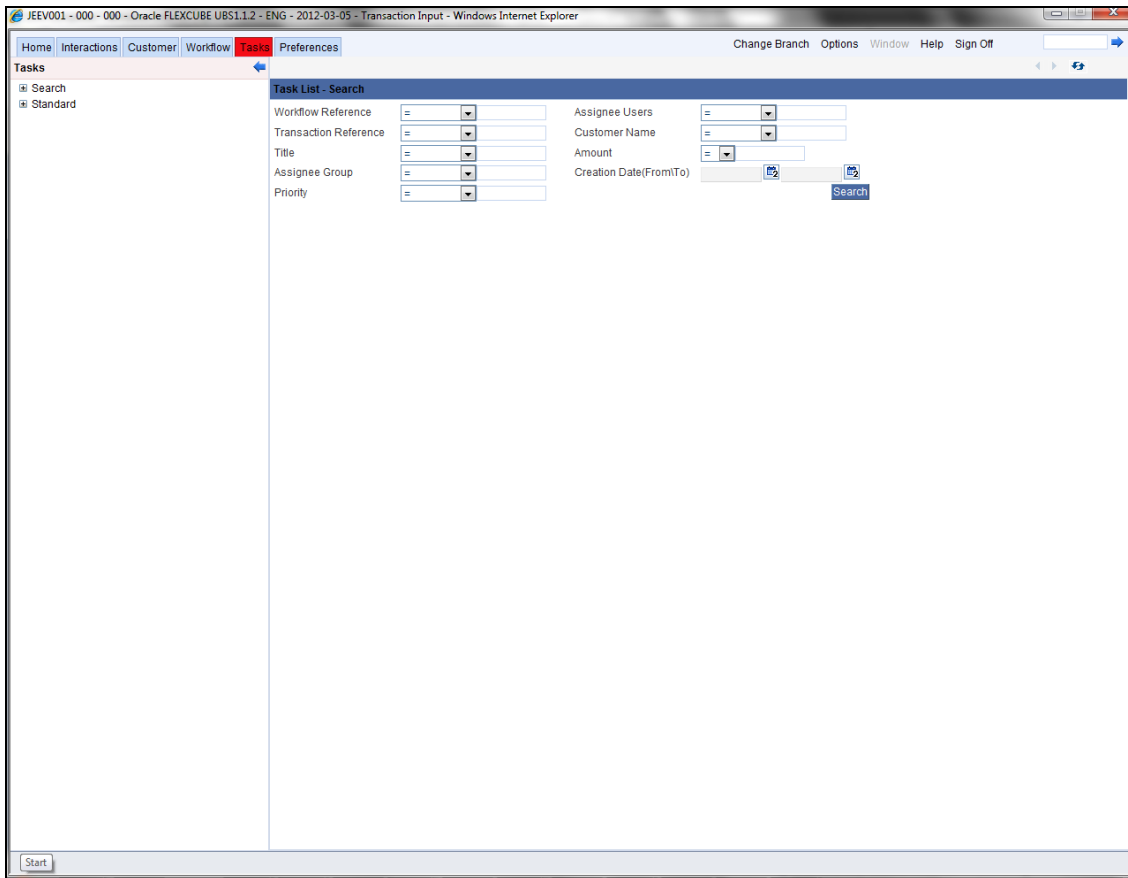 JEEV001 - 000 - 000 - Oracle FLEXCUBE UBS1.1.2 - ENG - 2012-03-05 - Transaction Input - Windows Internet Explorer
Home Interactions Customer Workflow Tasks Preferences Change Branch Options Window Help Sign Off
Tasks
Search
Standard
Task List - Search
Workflow Reference = Assignee Users =
Transaction Reference = Customer Name =
Title = Amount =
Assignee Group = Creation Date(From\To)
Priority = Search
Start